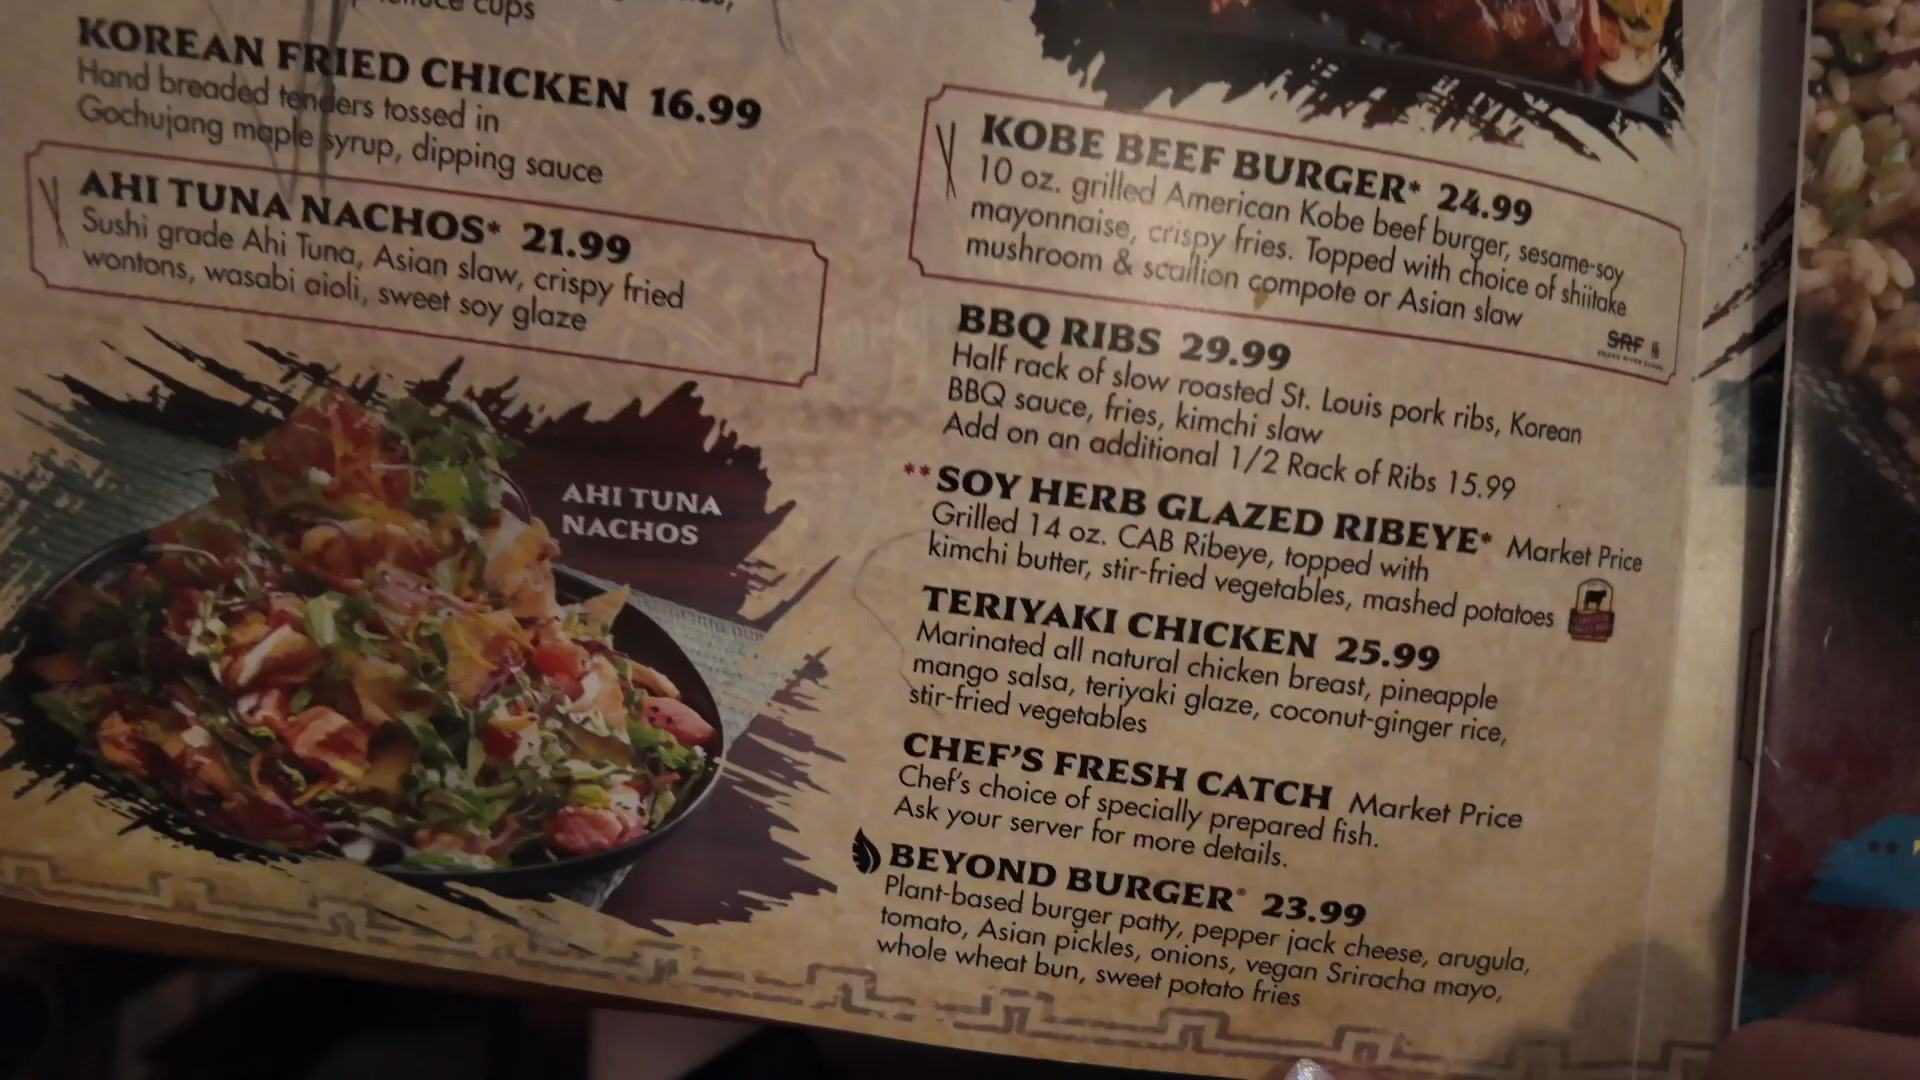 lettuce cups
KOREAN FRIED CHICKEN 16.99
Hand breaded tenders tossed in
Gochujang maple syrup, dipping sauce
AHI TUNA NACHOS* 21.99
Sushi grade Ahi Tuna, Asian slaw, crispy fried
wontons, wasabi aioli, sweet soy glaze
AHI TUNA
NACHOS
KOBE BEEF BURGER* 24.99
10 oz. grilled American Kobe beef burger, sesame-soy
mayonnaise, crispy fries. Topped with choice of shiitake
mushroom & scallion compote or Asian slaw
SRF
BBQ RIBS 29.99
Half rack of slow roasted St. Louis pork ribs, Korean
BBQ sauce, fries, kimchi slaw
Add on an additional 1/2 Rack of Ribs 15.99
**SOY HERB GLAZED RIBEYE* Market Price
Grilled 14 oz. CAB Ribeye, topped with
kimchi butter, stir-fried vegetables, mashed potatoes
TERIYAKI CHICKEN 25.99
Marinated all natural chicken breast, pineapple
mango salsa, teriyaki glaze, coconut-ginger rice,
stir-fried vegetables
CHEF'S FRESH CATCH Market Price
Chef's choice of specially prepared fish.
Ask your server for more details.
BEYOND BURGER® 23.99
Plant-based burger patty, pepper jack cheese, arugula,
tomato, Asian pickles, onions, vegan Sriracha mayo,
whole wheat bun, sweet potato fries
**